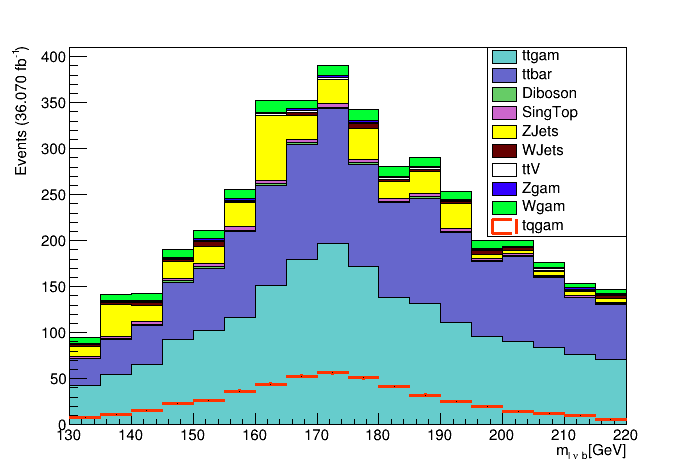 Events (36.070 fb⁻¹)
400
350
300
250
200
150
100
50
0
ttgam
ttbar
Diboson
SingTop
ZJets
WJets
ttV
Zgam
Wgam
tqgam
130 140 150 160 170 180 190 200 210 220
m_{l ν b}[GeV]